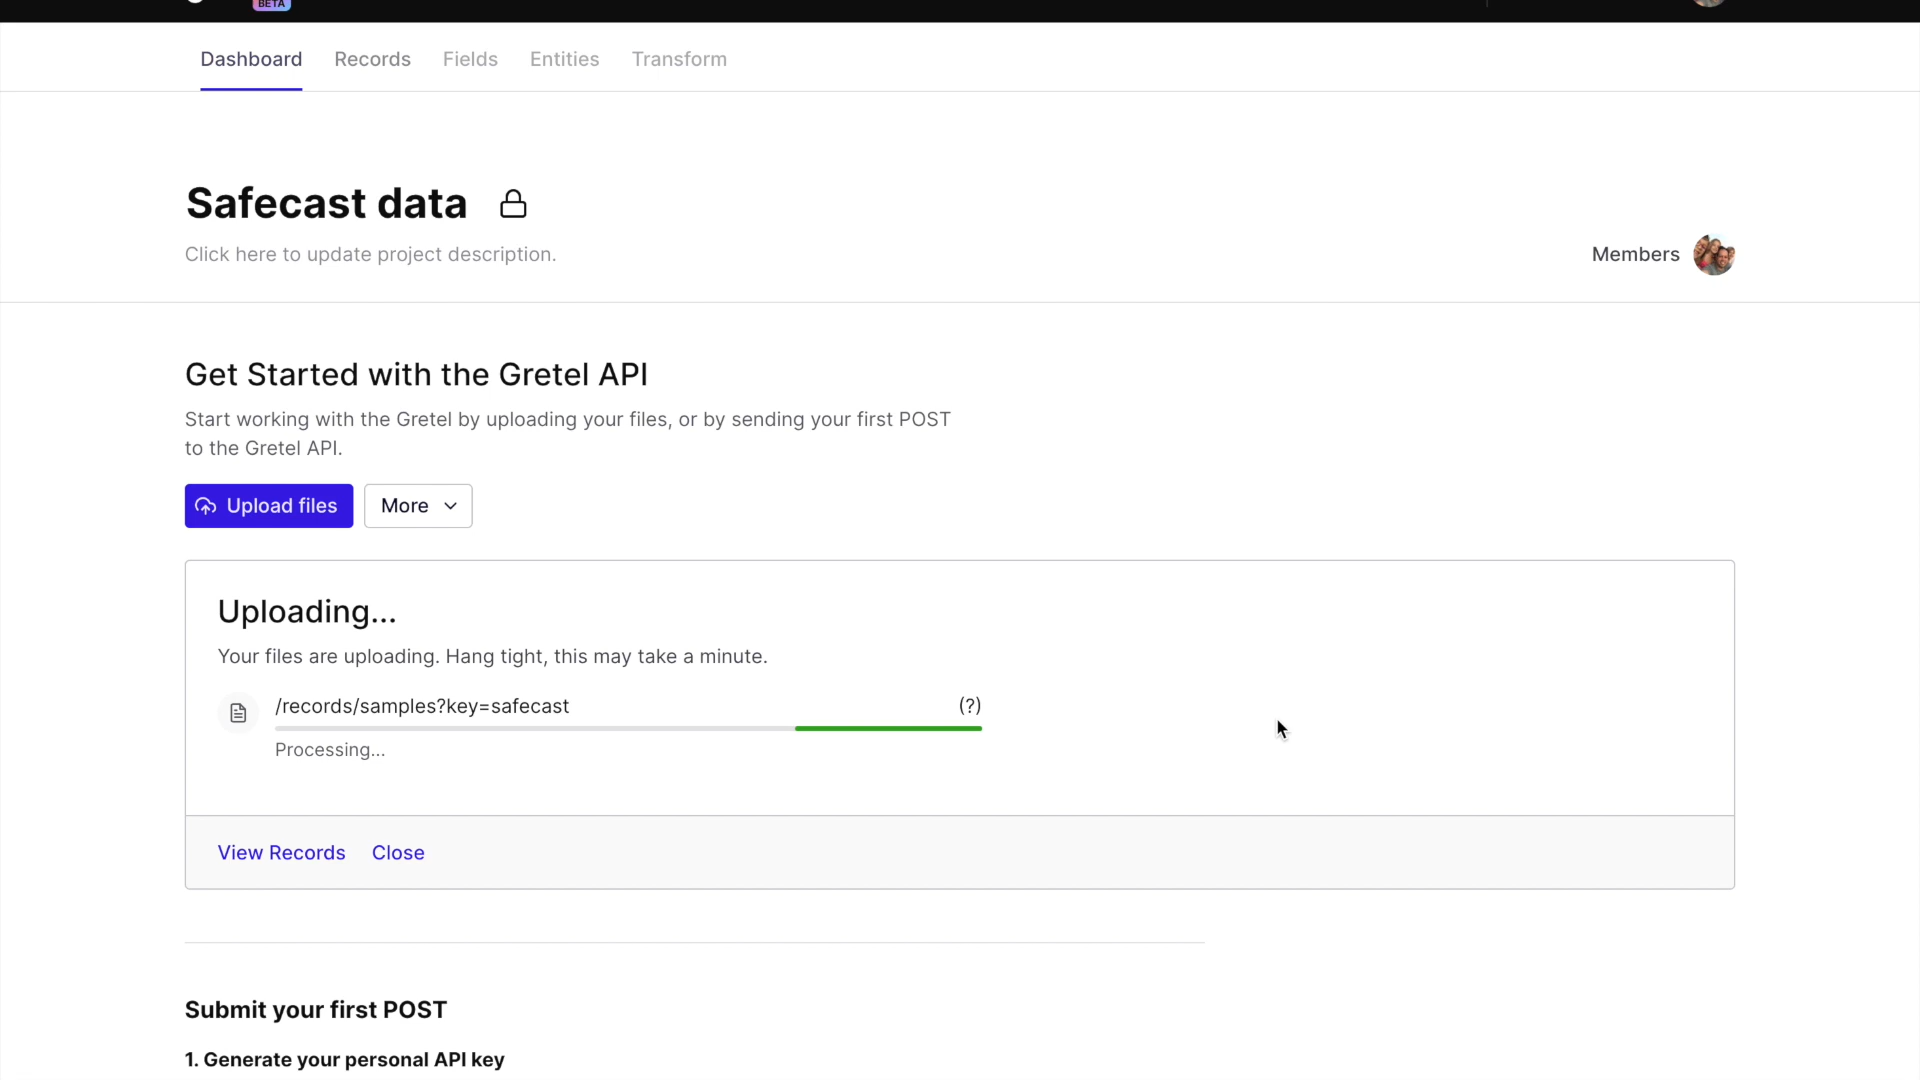 BETA
Dashboard Records Fields Entities Transform
Safecast data
Click here to update project description.
Members
Get Started with the Gretel API
Start working with the Gretel by uploading your files, or by sending your first POST
to the Gretel API.
Upload files More
Uploading...
Your files are uploading. Hang tight, this may take a minute.
/records/samples?key=safecast (?)
Processing...
View Records Close
Submit your first POST
1. Generate your personal API key